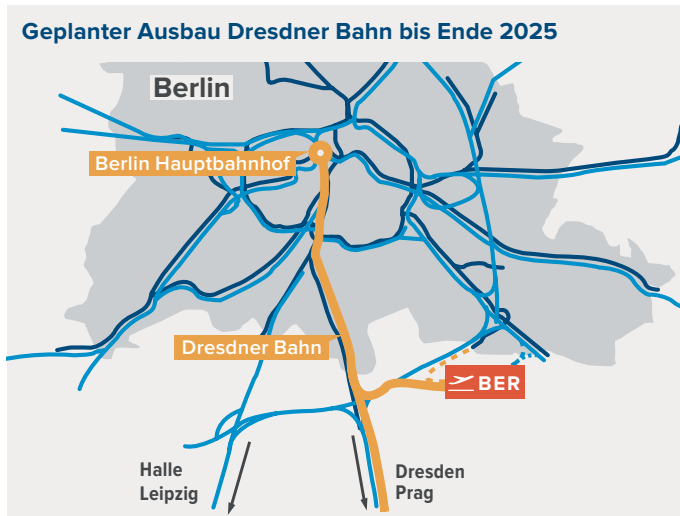 Geplanter Ausbau Dresdner Bahn bis Ende 2025
Berlin
Berlin Hauptbahnhof
Dresdner Bahn
BER
Halle
Leipzig
Dresden
Prag